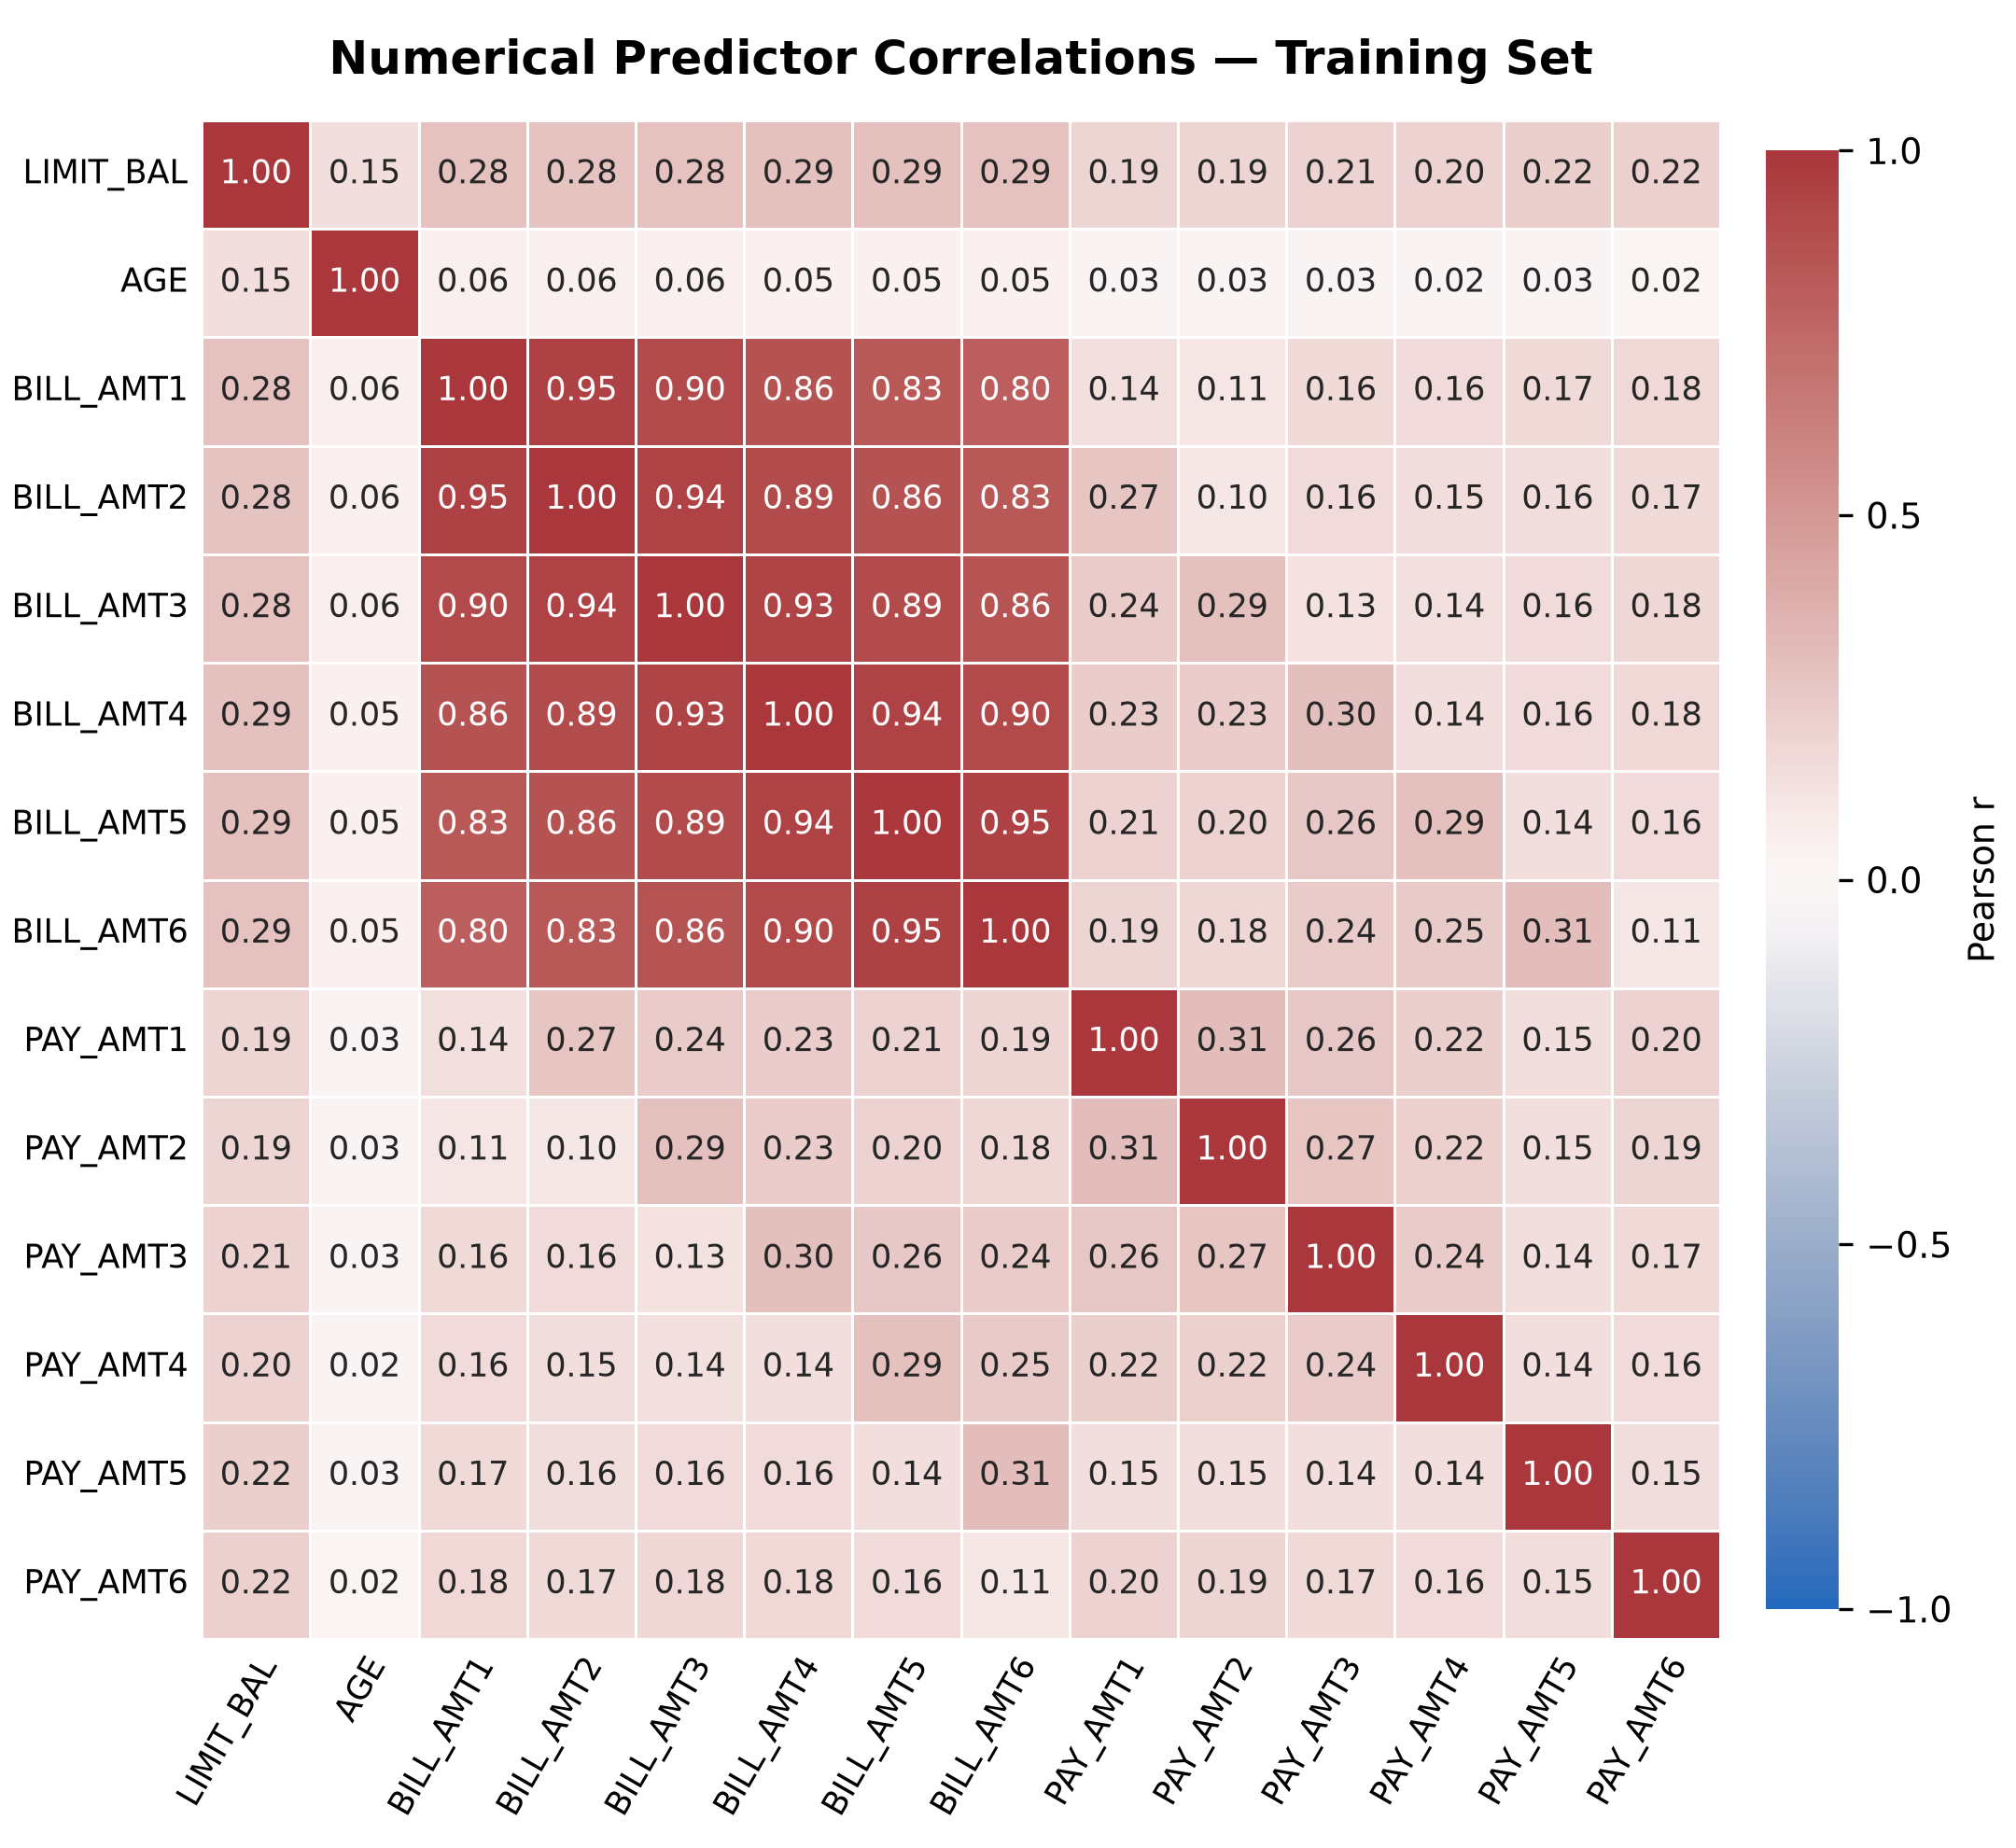 Numerical Predictor Correlations — Training Set
LIMIT_BAL 1.00 0.15 0.28 0.28 0.28 0.29 0.29 0.29 0.19 0.19 0.21 0.20 0.22 0.22
AGE 0.15 1.00 0.06 0.06 0.06 0.05 0.05 0.05 0.03 0.03 0.03 0.02 0.03 0.02
BILL_AMT1 0.28 0.06 1.00 0.95 0.90 0.86 0.83 0.80 0.14 0.11 0.16 0.16 0.17 0.18
BILL_AMT2 0.28 0.06 0.95 1.00 0.94 0.89 0.86 0.83 0.27 0.10 0.16 0.15 0.16 0.17
BILL_AMT3 0.28 0.06 0.90 0.94 1.00 0.93 0.89 0.86 0.24 0.29 0.13 0.14 0.16 0.18
BILL_AMT4 0.29 0.05 0.86 0.89 0.93 1.00 0.94 0.90 0.23 0.23 0.30 0.14 0.16 0.18
BILL_AMT5 0.29 0.05 0.83 0.86 0.89 0.94 1.00 0.95 0.21 0.20 0.26 0.29 0.14 0.16
BILL_AMT6 0.29 0.05 0.80 0.83 0.86 0.90 0.95 1.00 0.19 0.18 0.24 0.25 0.31 0.11
PAY_AMT1 0.19 0.03 0.14 0.27 0.24 0.23 0.21 0.19 1.00 0.31 0.26 0.22 0.15 0.20
PAY_AMT2 0.19 0.03 0.11 0.10 0.29 0.23 0.20 0.18 0.31 1.00 0.27 0.22 0.15 0.19
PAY_AMT3 0.21 0.03 0.16 0.16 0.13 0.30 0.26 0.24 0.26 0.27 1.00 0.24 0.14 0.17
PAY_AMT4 0.20 0.02 0.16 0.15 0.14 0.14 0.29 0.25 0.22 0.22 0.24 1.00 0.14 0.16
PAY_AMT5 0.22 0.03 0.17 0.16 0.16 0.16 0.14 0.31 0.15 0.15 0.14 0.14 1.00 0.15
PAY_AMT6 0.22 0.02 0.18 0.17 0.18 0.18 0.16 0.11 0.20 0.19 0.17 0.16 0.15 1.00
LIMIT_BAL AGE BILL_AMT1 BILL_AMT2 BILL_AMT3 BILL_AMT4 BILL_AMT5 BILL_AMT6 PAY_AMT1 PAY_AMT2 PAY_AMT3 PAY_AMT4 PAY_AMT5 PAY_AMT6
1.0
0.5
0.0
−0.5
−1.0
Pearson r